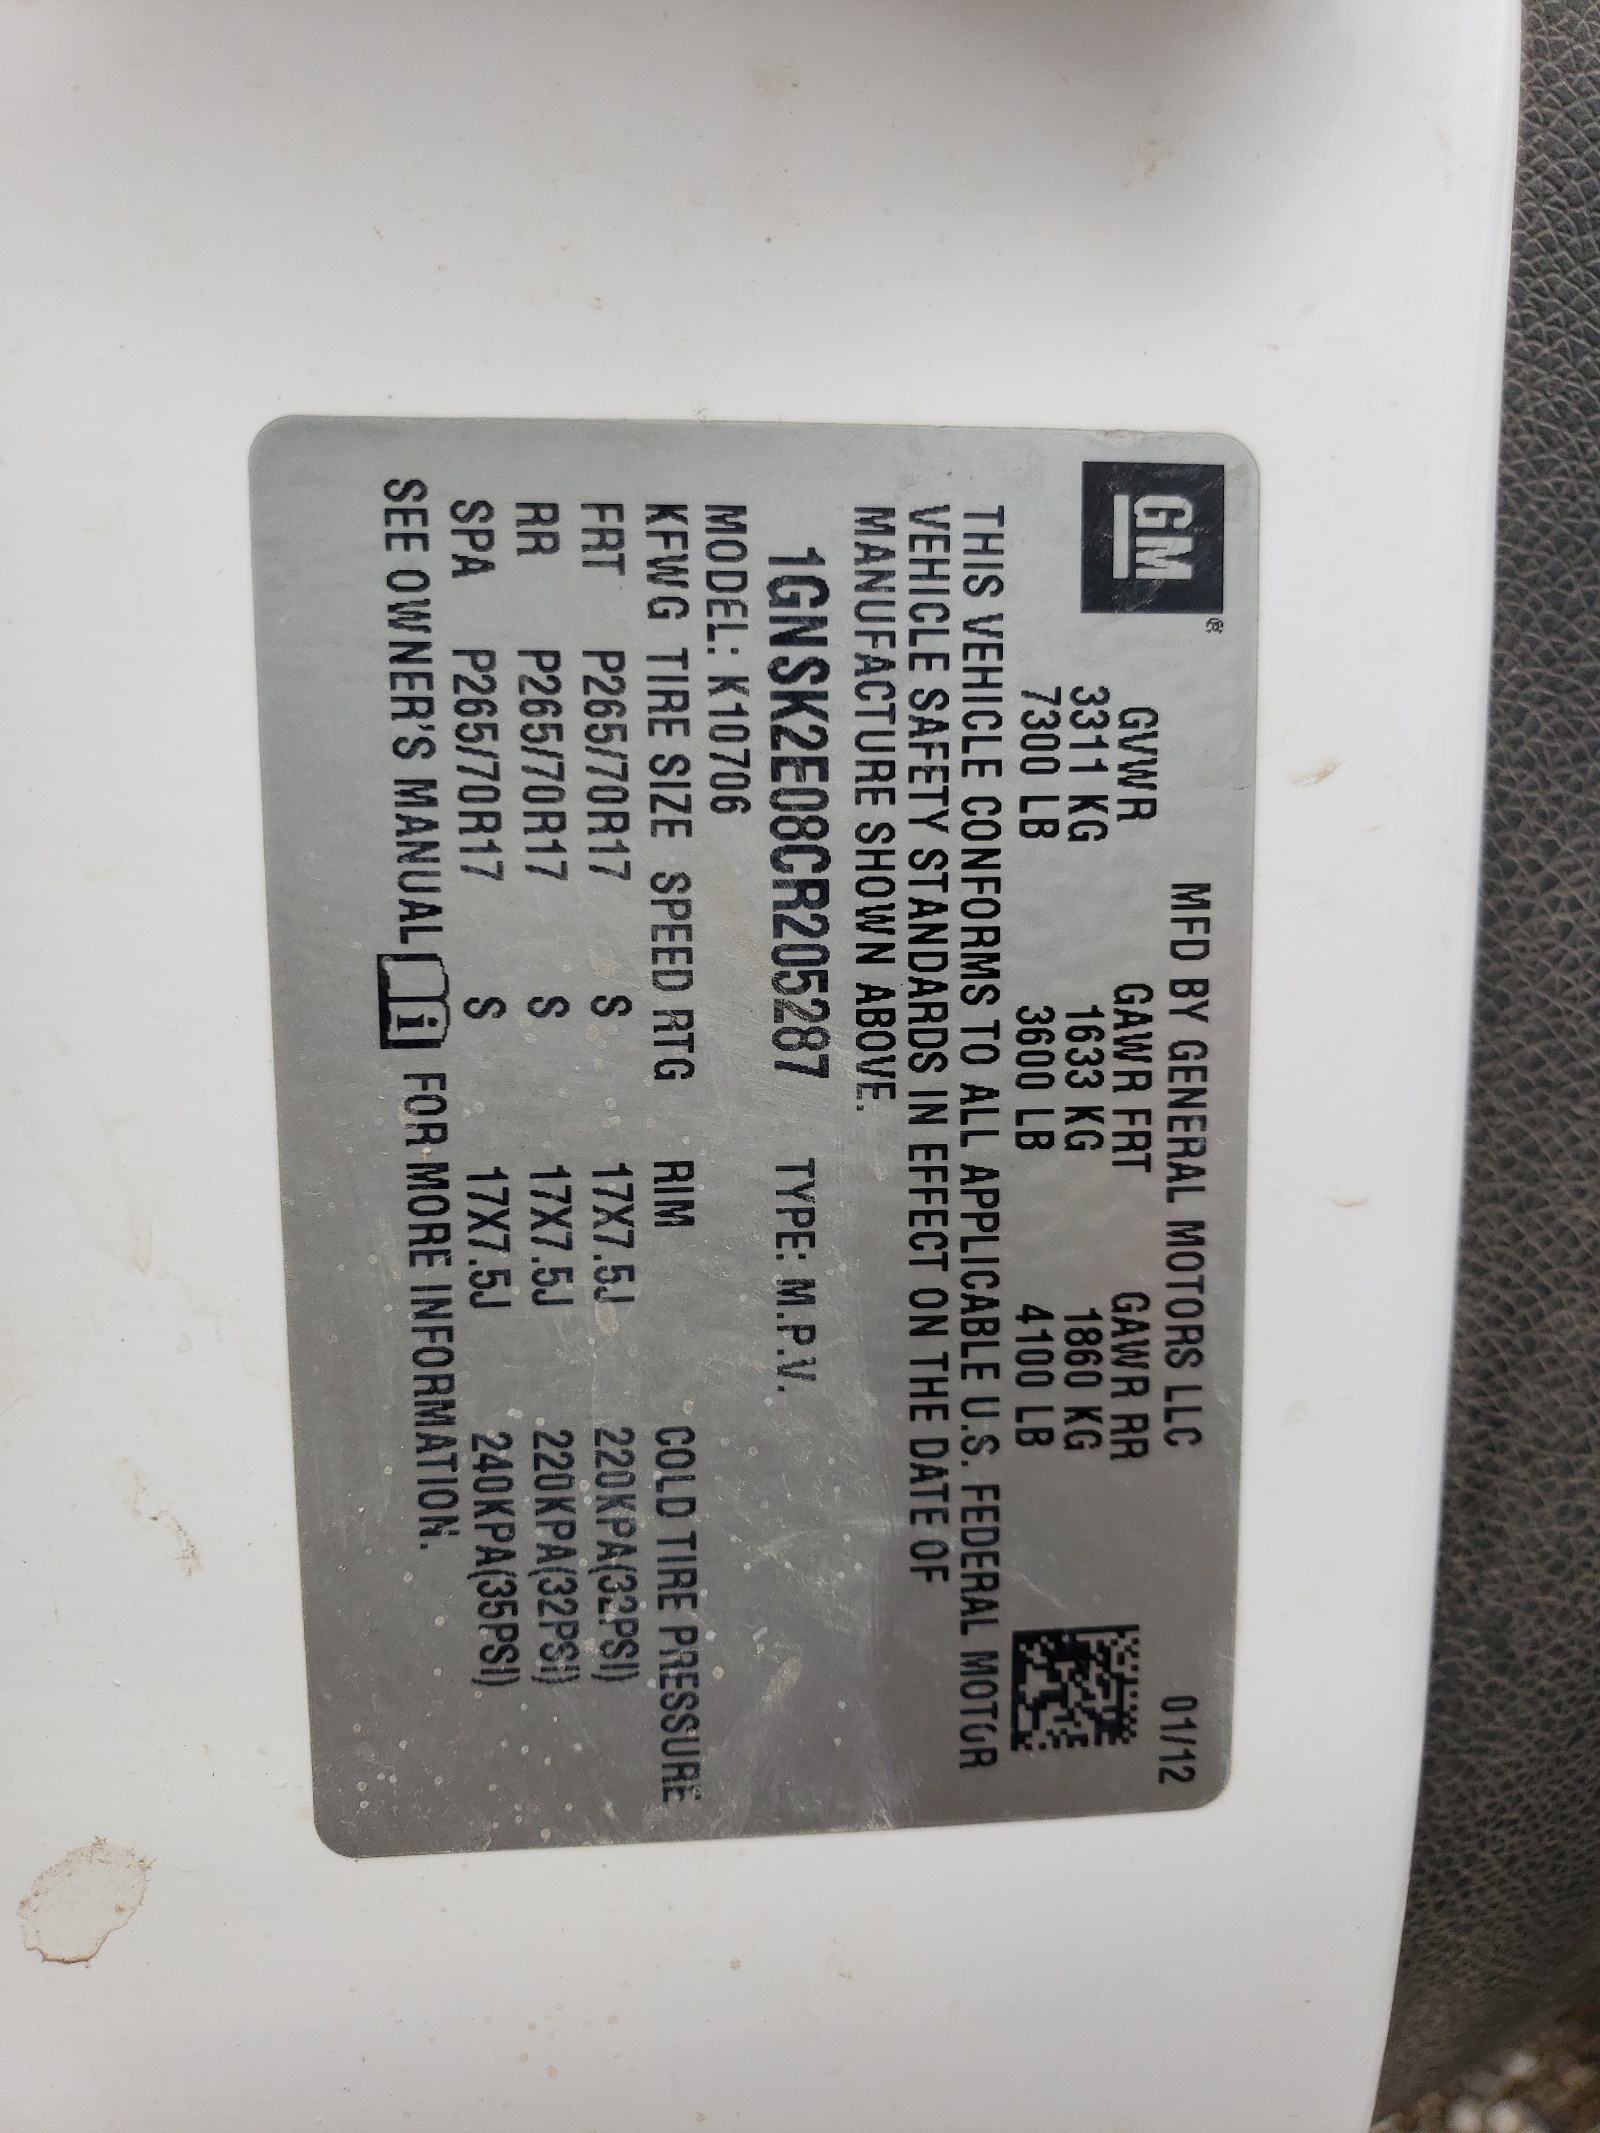 GM®
MFD BY GENERAL MOTORS LLC 01/12
GVWR GAWR FRT GAWR RR
3311 KG 1633 KG 1860 KG
7300 LB 3600 LB 4100 LB
THIS VEHICLE CONFORMS TO ALL APPLICABLE U.S. FEDERAL MOTOR
VEHICLE SAFETY STANDARDS IN EFFECT ON THE DATE OF
MANUFACTURE SHOWN ABOVE.
1GNSK2E08CR205287 TYPE: M.P.V.
MODEL: K10706
KFWG TIRE SIZE SPEED RTG RIM COLD TIRE PRESSURE
FRT P265/70R17 S 17X7.5J 220KPA(32PSI)
RR P265/70R17 S 17X7.5J 220KPA(32PSI)
SPA P265/70R17 S 17X7.5J 240KPA(35PSI)
SEE OWNER'S MANUAL i FOR MORE INFORMATION.